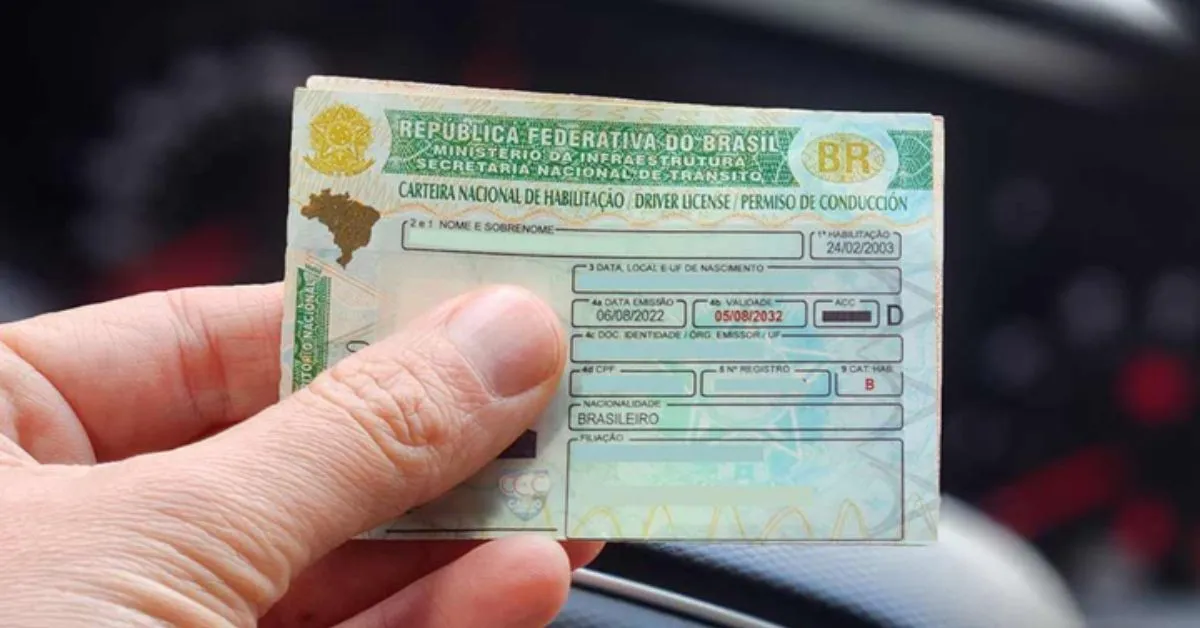 REPÚBLICA FEDERATIVA DO BRASIL
MINISTÉRIO DA INFRAESTRUTURA
SECRETARIA NACIONAL DE TRÂNSITO
BR
CARTEIRA NACIONAL DE HABILITAÇÃO / DRIVER LICENSE / PERMISO DE CONDUCCIÓN
2 e 1 NOME E SOBRENOME
1ª HABILITAÇÃO
24/02/2003
3 DATA, LOCAL E UF DE NASCIMENTO
4a DATA EMISSÃO
06/08/2022
4b VALIDADE
05/08/2032
ACC
D
4c DOC. IDENTIDADE / ÓRG. EMISSOR / UF
4d CPF
5 Nº REGISTRO
9 CAT. HAB.
B
NACIONALIDADE
BRASILEIRO
FILIAÇÃO
NACIONAL